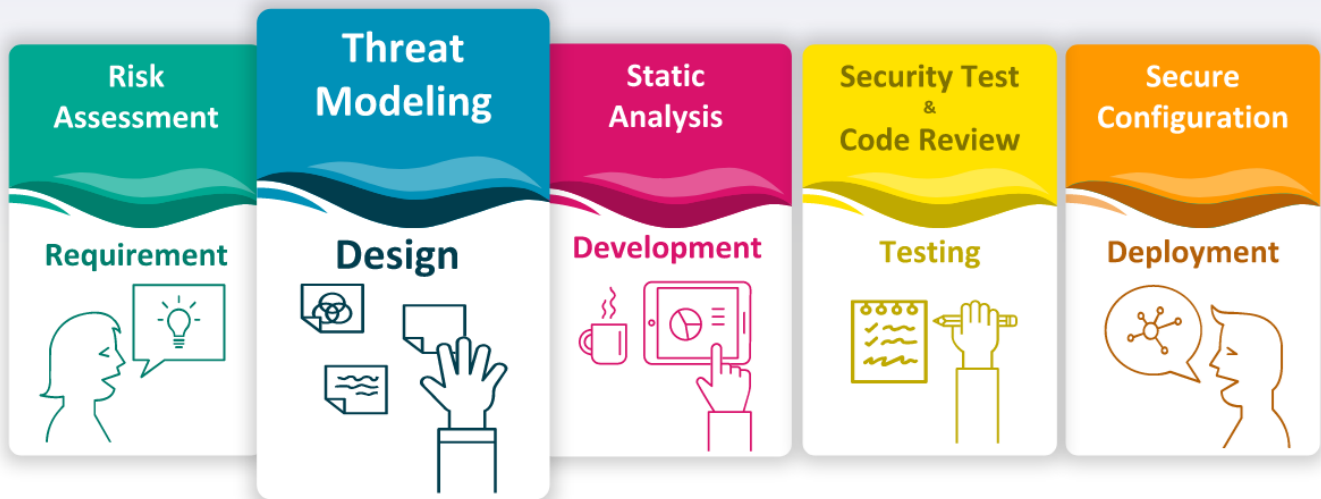 Risk
Assessment
Requirement
Threat
Modeling
Design
Static
Analysis
Development
Security Test
&
Code Review
Testing
Secure
Configuration
Deployment